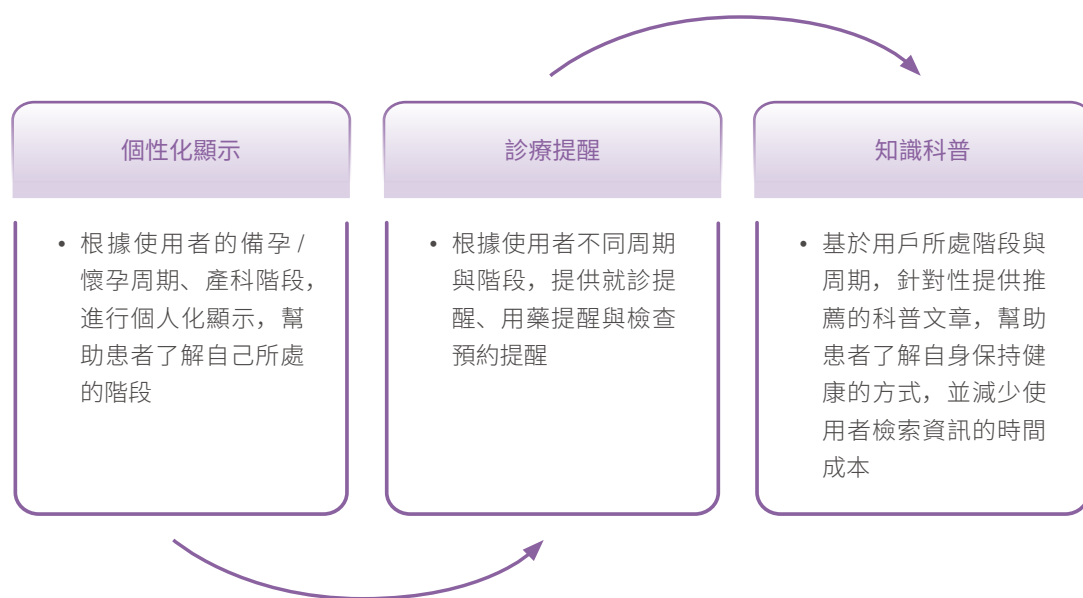 個性化顯示
• 根據使用者的備孕 /
懷孕周期、產科階段，
進行個人化顯示，幫
助患者了解自己所處
的階段
診療提醒
• 根據使用者不同周期
與階段，提供就診提
醒、用藥提醒與檢查
預約提醒
知識科普
• 基於用戶所處階段與
周期，針對性提供推
薦的科普文章，幫助
患者了解自身保持健
康的方式，並減少使
用者檢索資訊的時間
成本